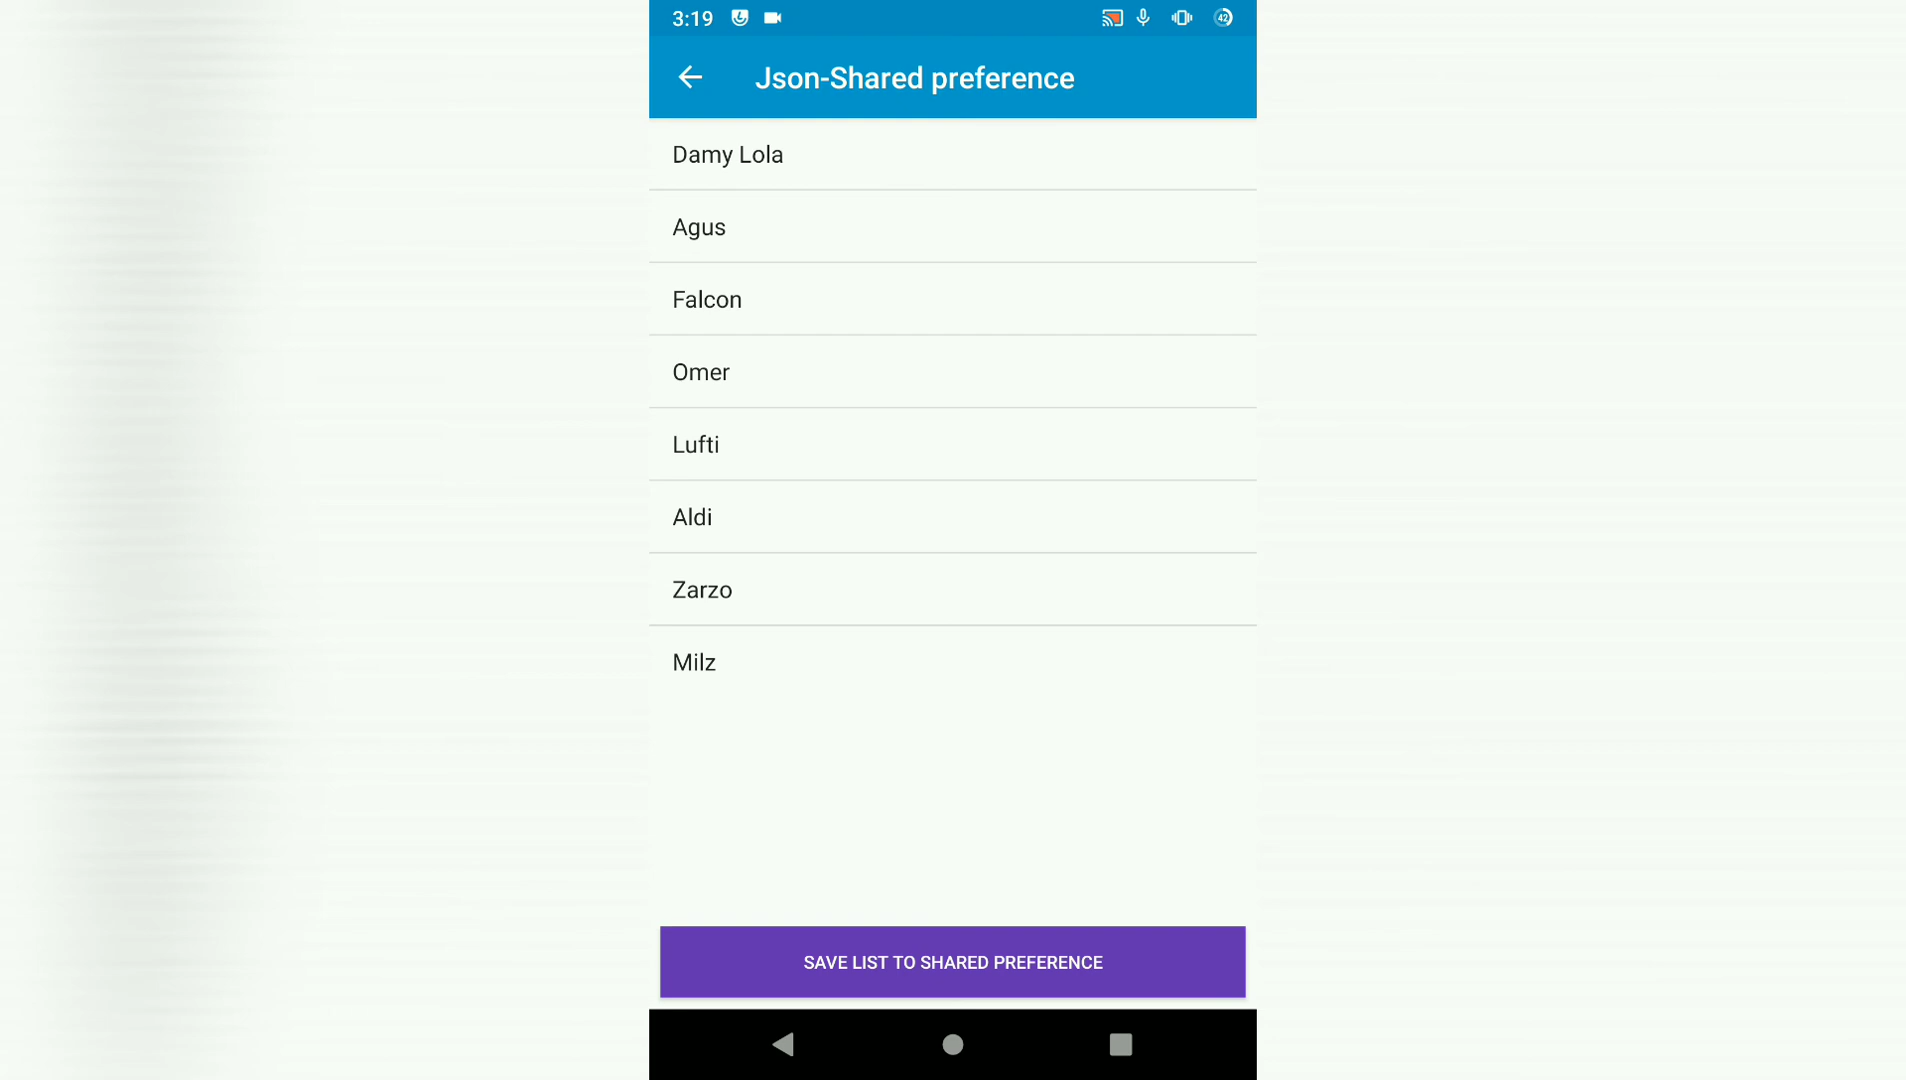 3:19
42
Json-Shared preference
Damy Lola
Agus
Falcon
Omer
Lufti
Aldi
Zarzo
Milz
SAVE LIST TO SHARED PREFERENCE